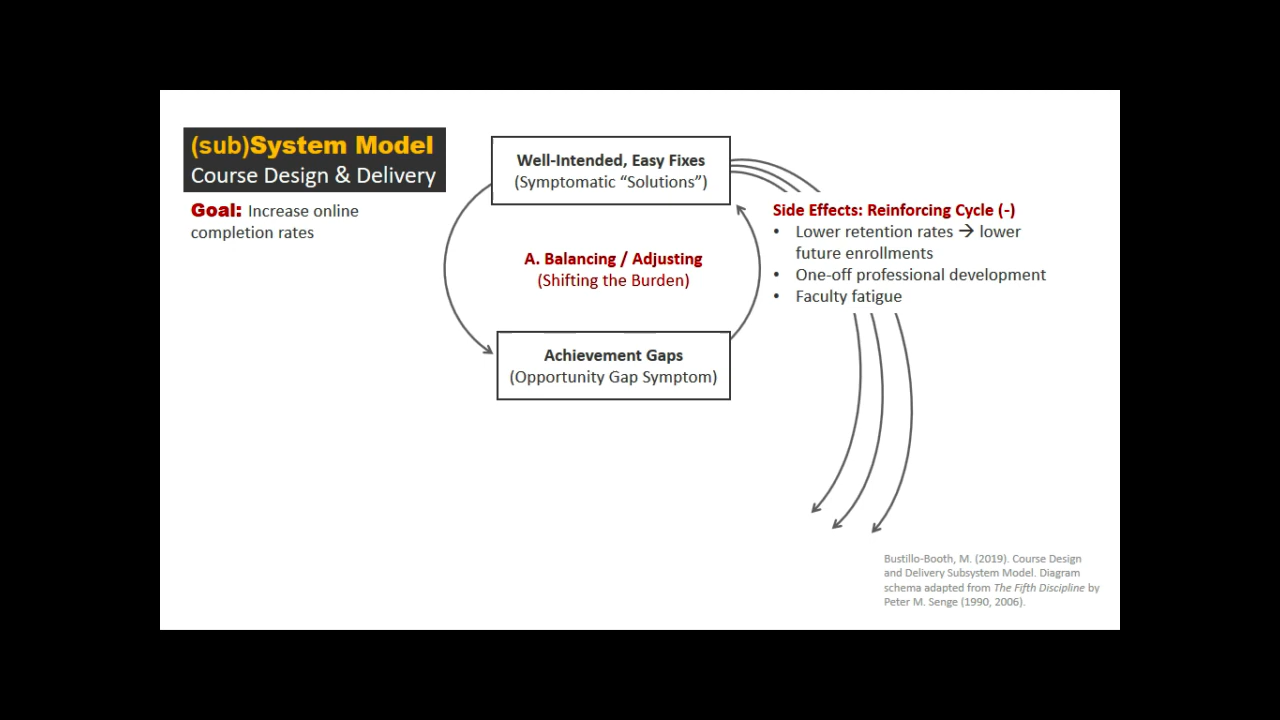 (sub)System Model
Course Design & Delivery
Goal: Increase online
completion rates
Well-Intended, Easy Fixes
(Symptomatic “Solutions”)
A. Balancing / Adjusting
(Shifting the Burden)
Achievement Gaps
(Opportunity Gap Symptom)
Side Effects: Reinforcing Cycle (-)
• Lower retention rates → lower
future enrollments
• One-off professional development
• Faculty fatigue
Bustillo-Booth, M. (2019). Course Design
and Delivery Subsystem Model. Diagram
schema adapted from The Fifth Discipline by
Peter M. Senge (1990, 2006).